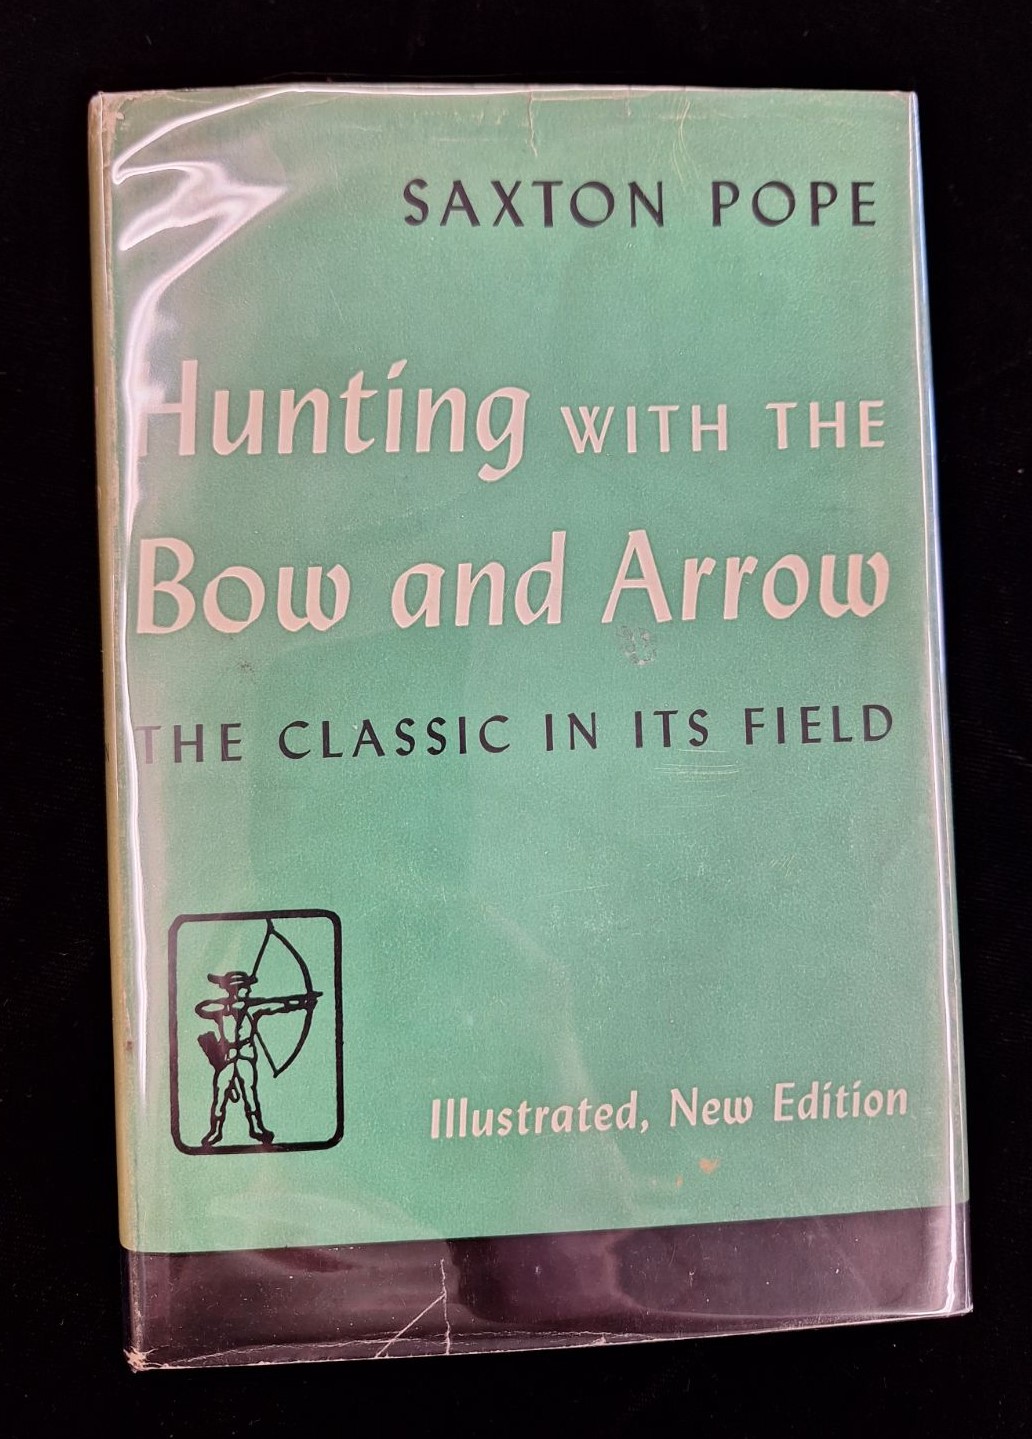 SAXTON POPE
Hunting WITH THE
Bow and Arrow
THE CLASSIC IN ITS FIELD
Illustrated, New Edition